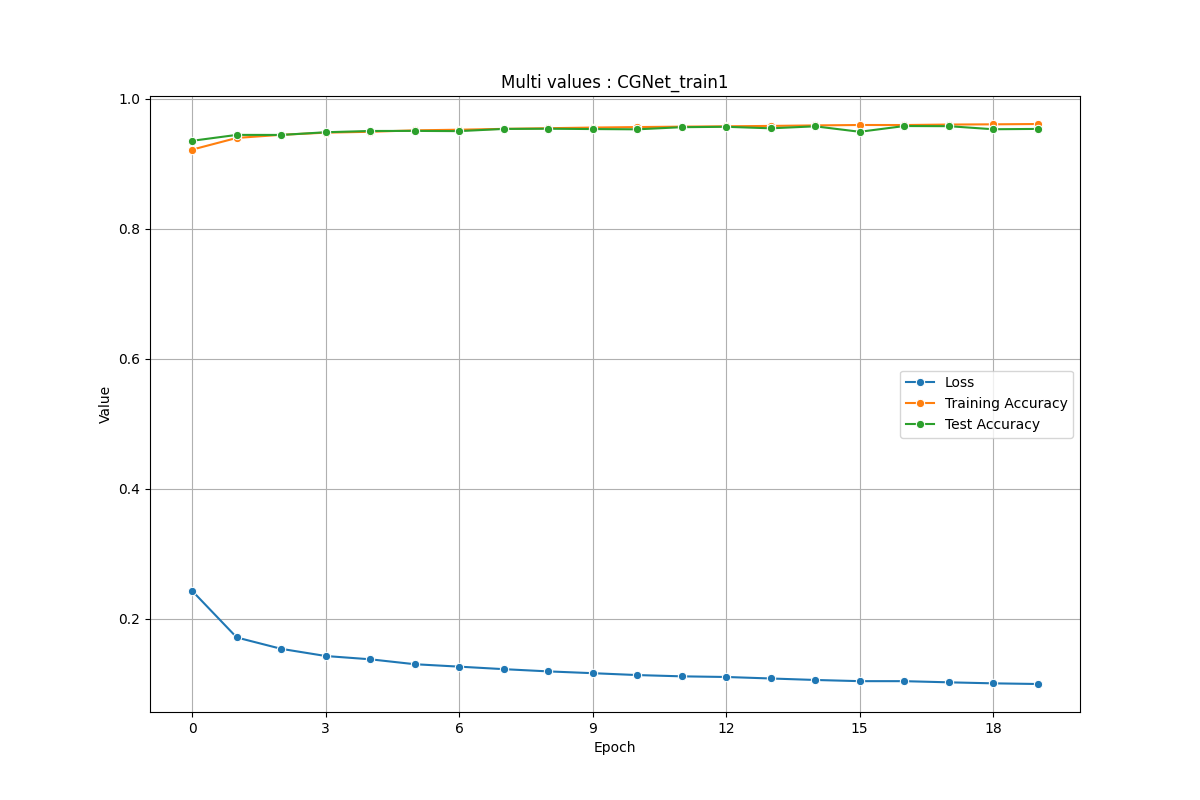 Multi values : CGNet_train1
1.0
0.8
0.6
0.4
0.2
Value
Loss
Training Accuracy
Test Accuracy
0 3 6 9 12 15 18
Epoch